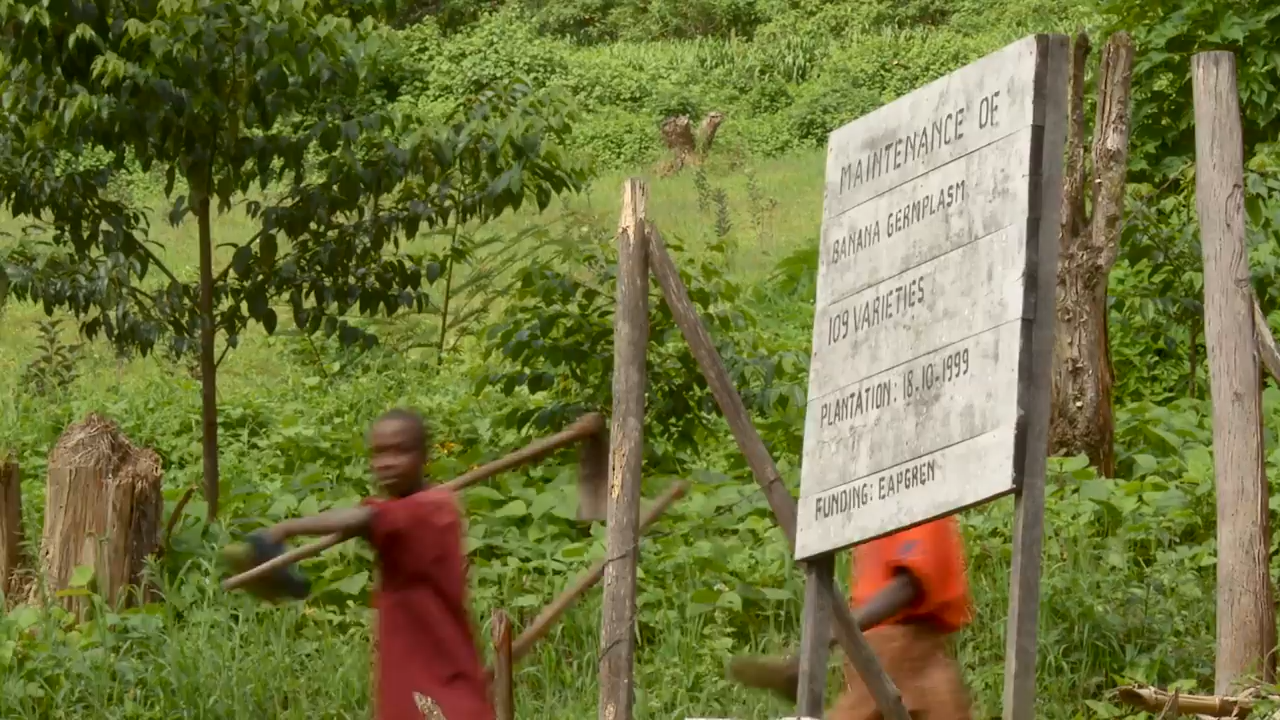 MAINTENANCE OF
BANANA GERMPLASM
109 VARIETIES
PLANTATION: 18-10-1999
FUNDING: EAPGREN